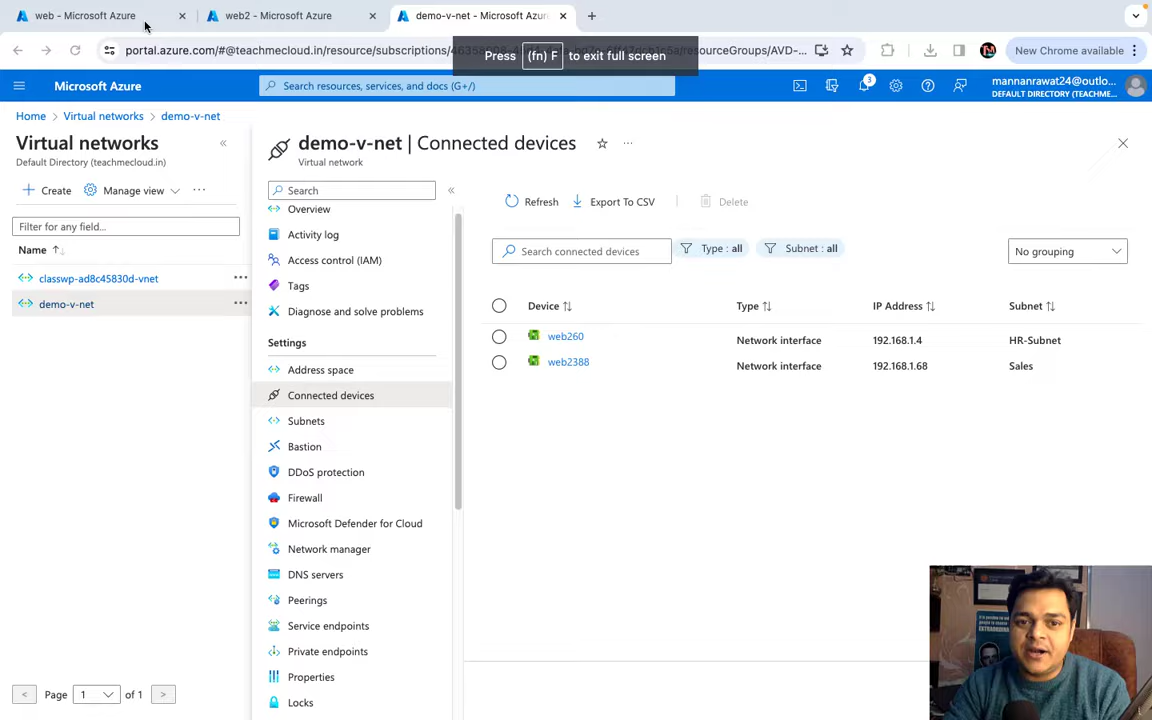 web - Microsoft Azure
web2 - Microsoft Azure
demo-v-net - Microsoft Azure
portal.azure.com/#@teachmecloud.in/resource/subscriptions/
resourceGroups/AVD-...
New Chrome available
Press (fn) F to exit full screen
Microsoft Azure
Search resources, services, and docs (G+/)
3
mannanrawat24@outlo...
DEFAULT DIRECTORY (TEACHME...
Home > Virtual networks > demo-v-net
Virtual networks
Default Directory (teachmecloud.in)
Create
Manage view
Filter for any field...
Name
classwp-ad8c45830d-vnet
demo-v-net
Page 1 of 1
demo-v-net | Connected devices
Virtual network
Search
Overview
Activity log
Access control (IAM)
Tags
Diagnose and solve problems
Settings
Address space
Connected devices
Subnets
Bastion
DDoS protection
Firewall
Microsoft Defender for Cloud
Network manager
DNS servers
Peerings
Service endpoints
Private endpoints
Properties
Locks
Refresh
Export To CSV
Delete
Search connected devices
Type : all
Subnet : all
No grouping
Device Type IP Address Subnet
web260 Network interface 192.168.1.4 HR-Subnet
web2388 Network interface 192.168.1.68 Sales